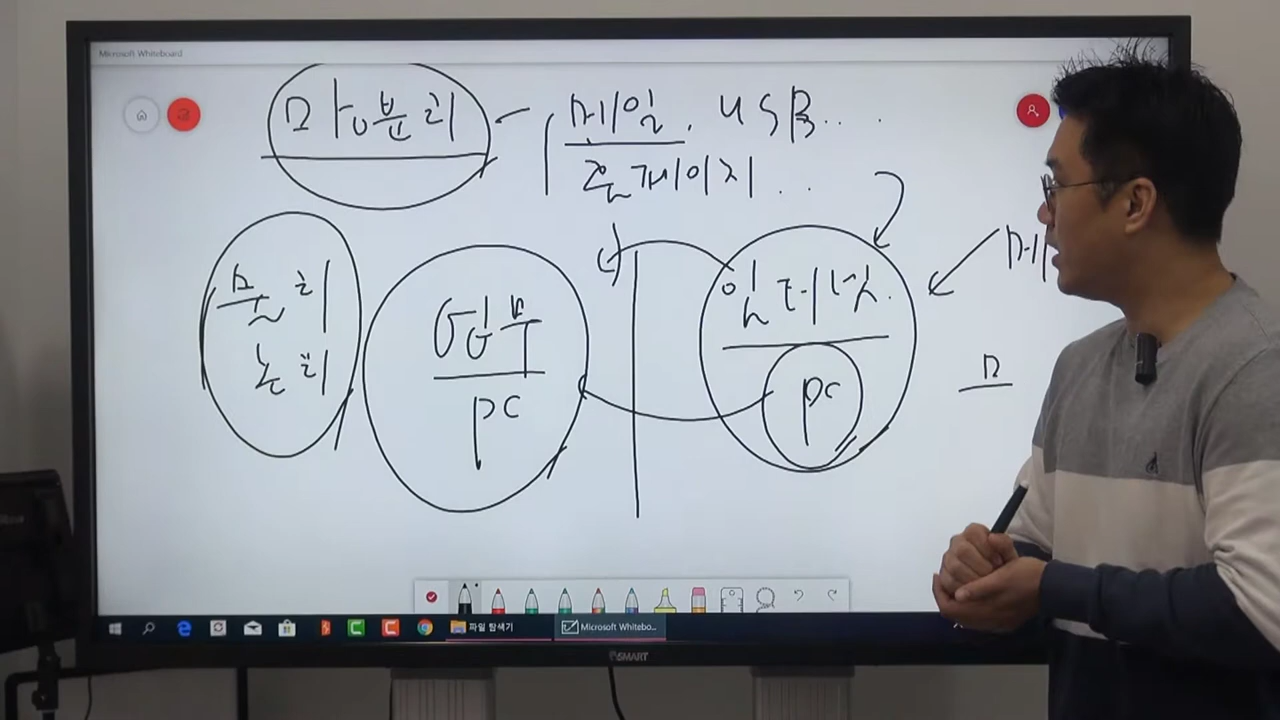 Microsoft Whiteboard
망분리 - 메일. USB...
홈페이지..
물리
논리
업무
PC
인터넷.
PC
메
파일 탐색기
Microsoft Whitebo...
SMART